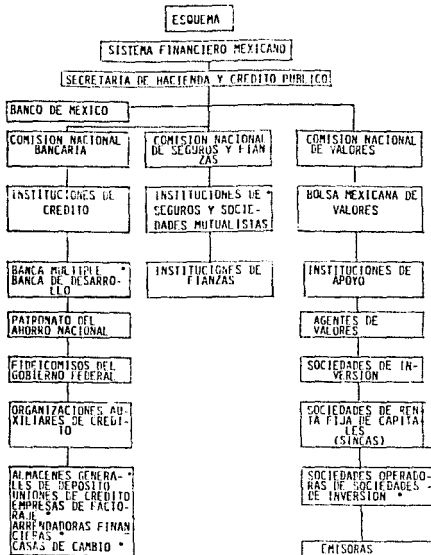 ESQUEMA
SISTEMA FINANCIERO MEXICANO
SECRETARIA DE HACIENDA Y CREDITO PUBLICO
BANCO DE MEXICO
COMISION NACIONAL
BANCARIA
COMISION NACIONAL
DE SEGUROS Y FIAN
ZAS
COMISION NACIONAL
DE VALORES
INSTITUCIONES DE
CREDITO
INSTITUCIONES DE *
SEGUROS Y SOCIE-
DADES MUTUALISTAS
BOLSA MEXICANA DE
VALORES
BANCA MULTIPLE *
BANCA DE DESARRO-
LLO
INSTITUCIONES DE
FIANZAS
INSTITUCIONES DE
APOYO
PATRONATO DEL
AHORRO NACIONAL
AGENTES DE
VALORES
FIDEICOMISOS DEL
GOBIERNO FEDERAL
SOCIEDADES DE IN-
VERSION
ORGANIZACIONES AU-
XILIARES DE CREDI-
TO
SOCIEDADES DE REN
TA FIJA DE CAPITA
LES
(SINCAS)
ALMACENES GENERA- *
LES DE DEPOSITO
UNIONES DE CREDITO
EMPRESAS DE FACTO-
RAJE *
ARRENDADORAS FINAN
CIERAS *
CASAS DE CAMBIO *
SOCIEDADES OPERADO-
RAS DE SOCIEDADES -
DE INVERSION *
EMISORAS